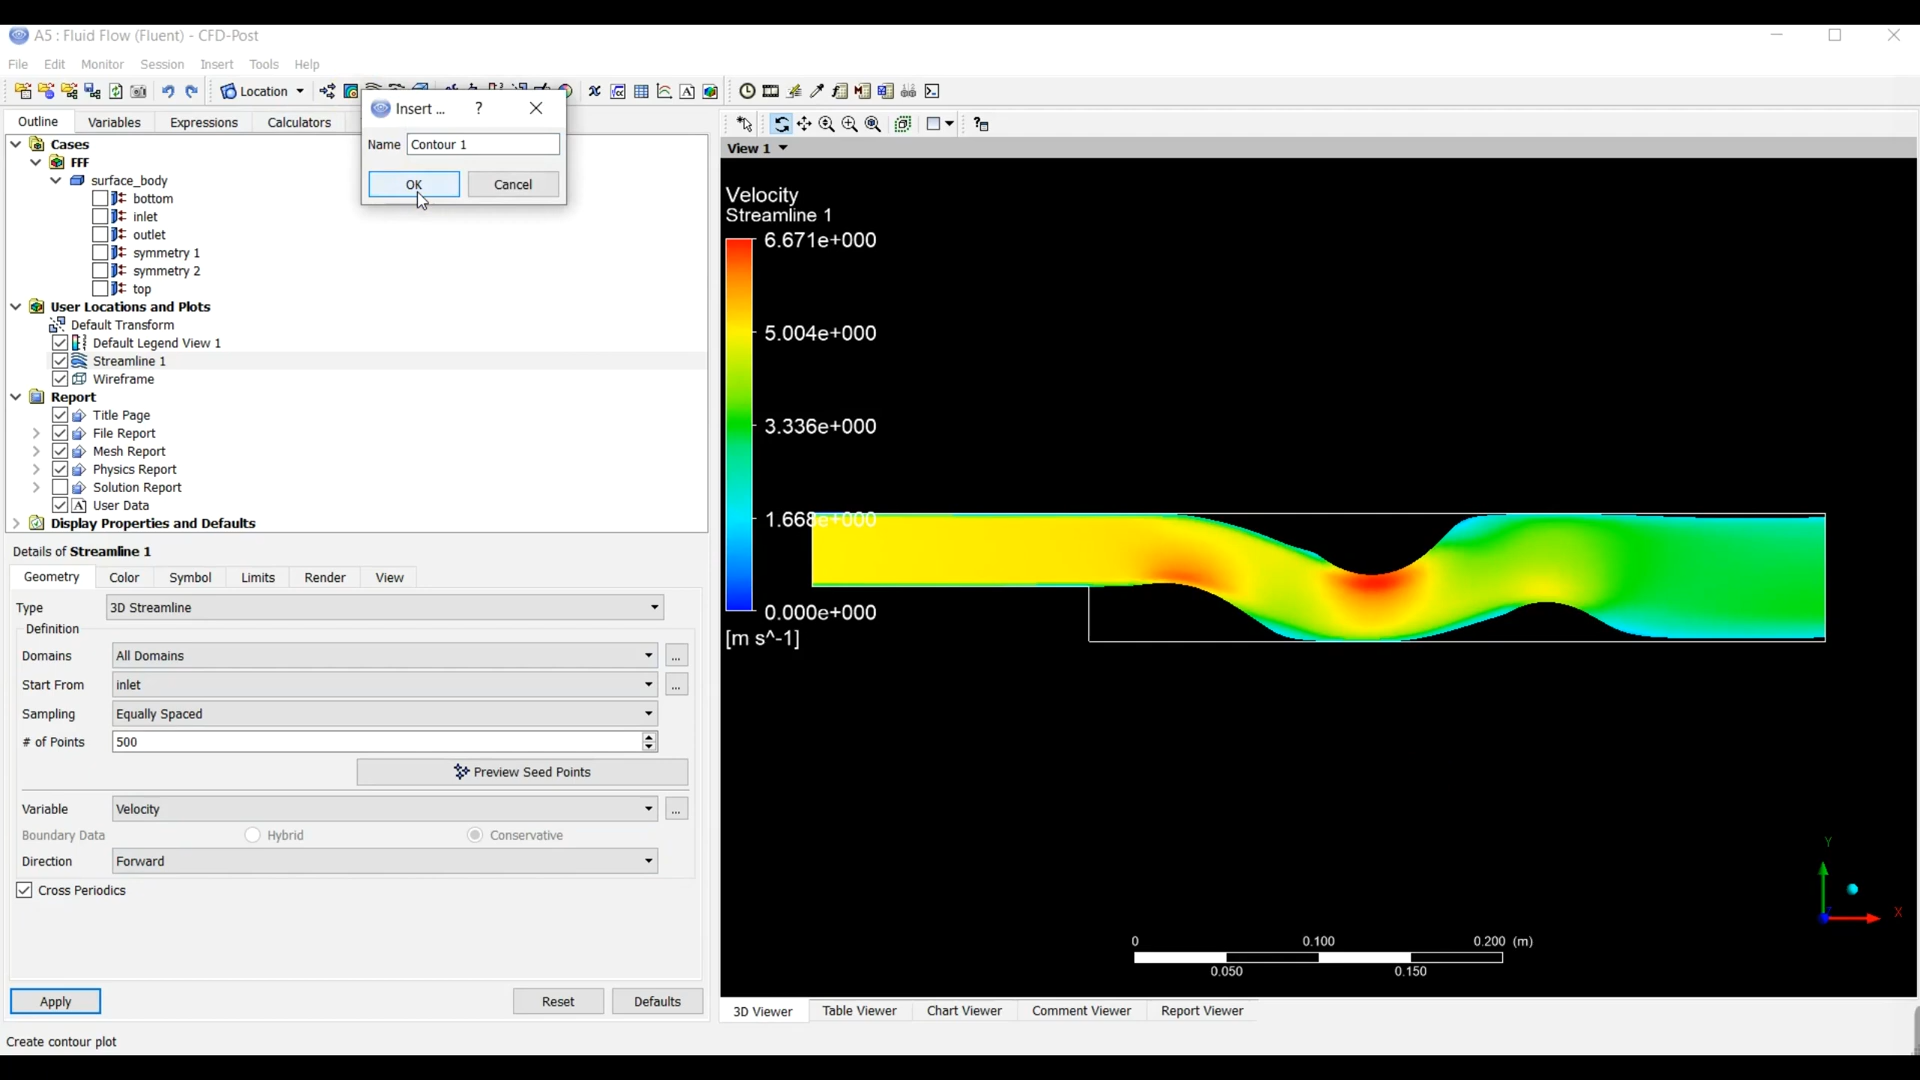 A5 : Fluid Flow (Fluent) - CFD-Post
File Edit Monitor Session Insert Tools Help
Location
Insert ... ?
Name Contour 1
OK Cancel
Outline Variables Expressions Calculators
Cases
FFF
surface_body
bottom
inlet
outlet
symmetry 1
symmetry 2
top
User Locations and Plots
Default Transform
Default Legend View 1
Streamline 1
Wireframe
Report
Title Page
File Report
Mesh Report
Physics Report
Solution Report
User Data
Display Properties and Defaults
Details of Streamline 1
Geometry Color Symbol Limits Render View
Type 3D Streamline
Definition
Domains All Domains ...
Start From inlet ...
Sampling Equally Spaced
# of Points 500
Preview Seed Points
Variable Velocity ...
Boundary Data Hybrid Conservative
Direction Forward
Cross Periodics
Apply Reset Defaults
Create contour plot
View 1
Velocity
Streamline 1
6.671e+000
5.004e+000
3.336e+000
1.668e+000
0.000e+000
[m s^-1]
Y
X
0 0.100 0.200 (m)
0.050 0.150
3D Viewer Table Viewer Chart Viewer Comment Viewer Report Viewer